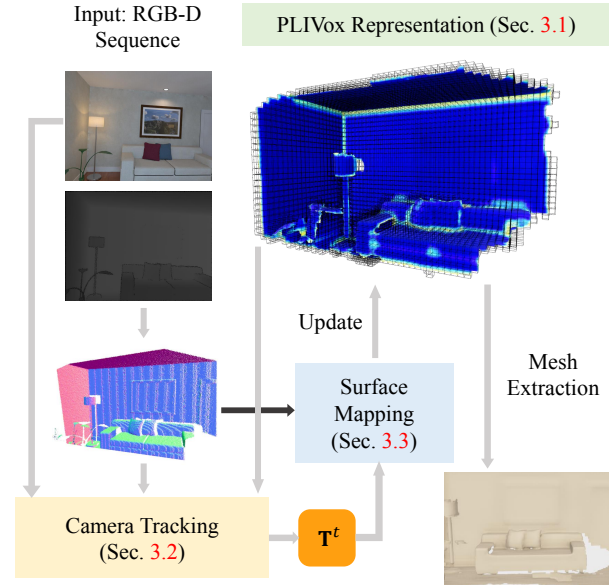 Input: RGB-D
Sequence
PLIVox Representation (Sec. 3.1)
Update
Mesh
Extraction
Surface
Mapping
(Sec. 3.3)
Camera Tracking
(Sec. 3.2)
T^t